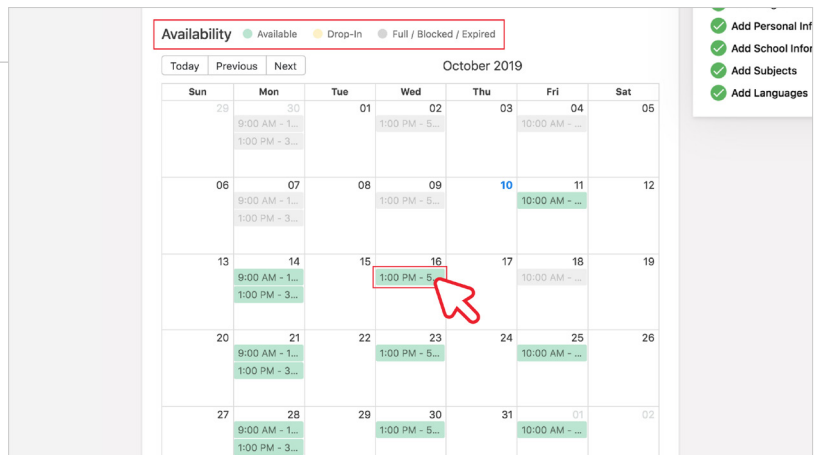 Availability Available Drop-In Full / Blocked / Expired
Today Previous Next October 2019
Sun Mon Tue Wed Thu Fri Sat
29 30 01 02 03 04 05
9:00 AM - 1... 1:00 PM - 5... 10:00 AM - ...
1:00 PM - 3...
06 07 08 09 10 11 12
9:00 AM - 1... 1:00 PM - 5... 10:00 AM - ...
1:00 PM - 3...
13 14 15 16 17 18 19
9:00 AM - 1... 1:00 PM - 5... 10:00 AM - ...
1:00 PM - 3...
20 21 22 23 24 25 26
9:00 AM - 1... 1:00 PM - 5... 10:00 AM - ...
1:00 PM - 3...
27 28 29 30 31 01 02
9:00 AM - 1... 1:00 PM - 5... 10:00 AM - ...
1:00 PM - 3...
Add Personal Inf
Add School Infor
Add Subjects
Add Languages